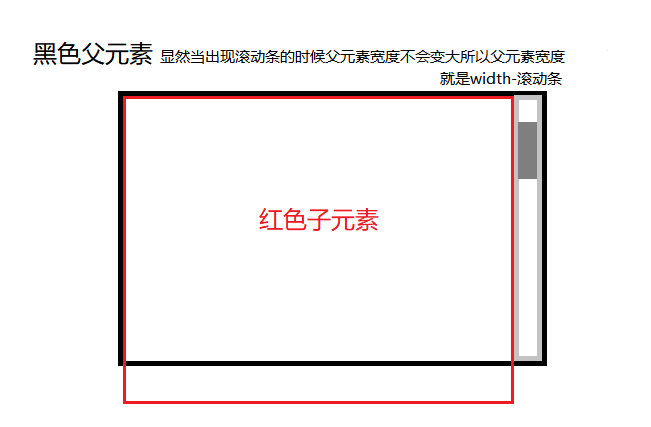 黑色父元素 显然当出现滚动条的时候父元素宽度不会变大所以父元素宽度
就是width-滚动条
红色子元素